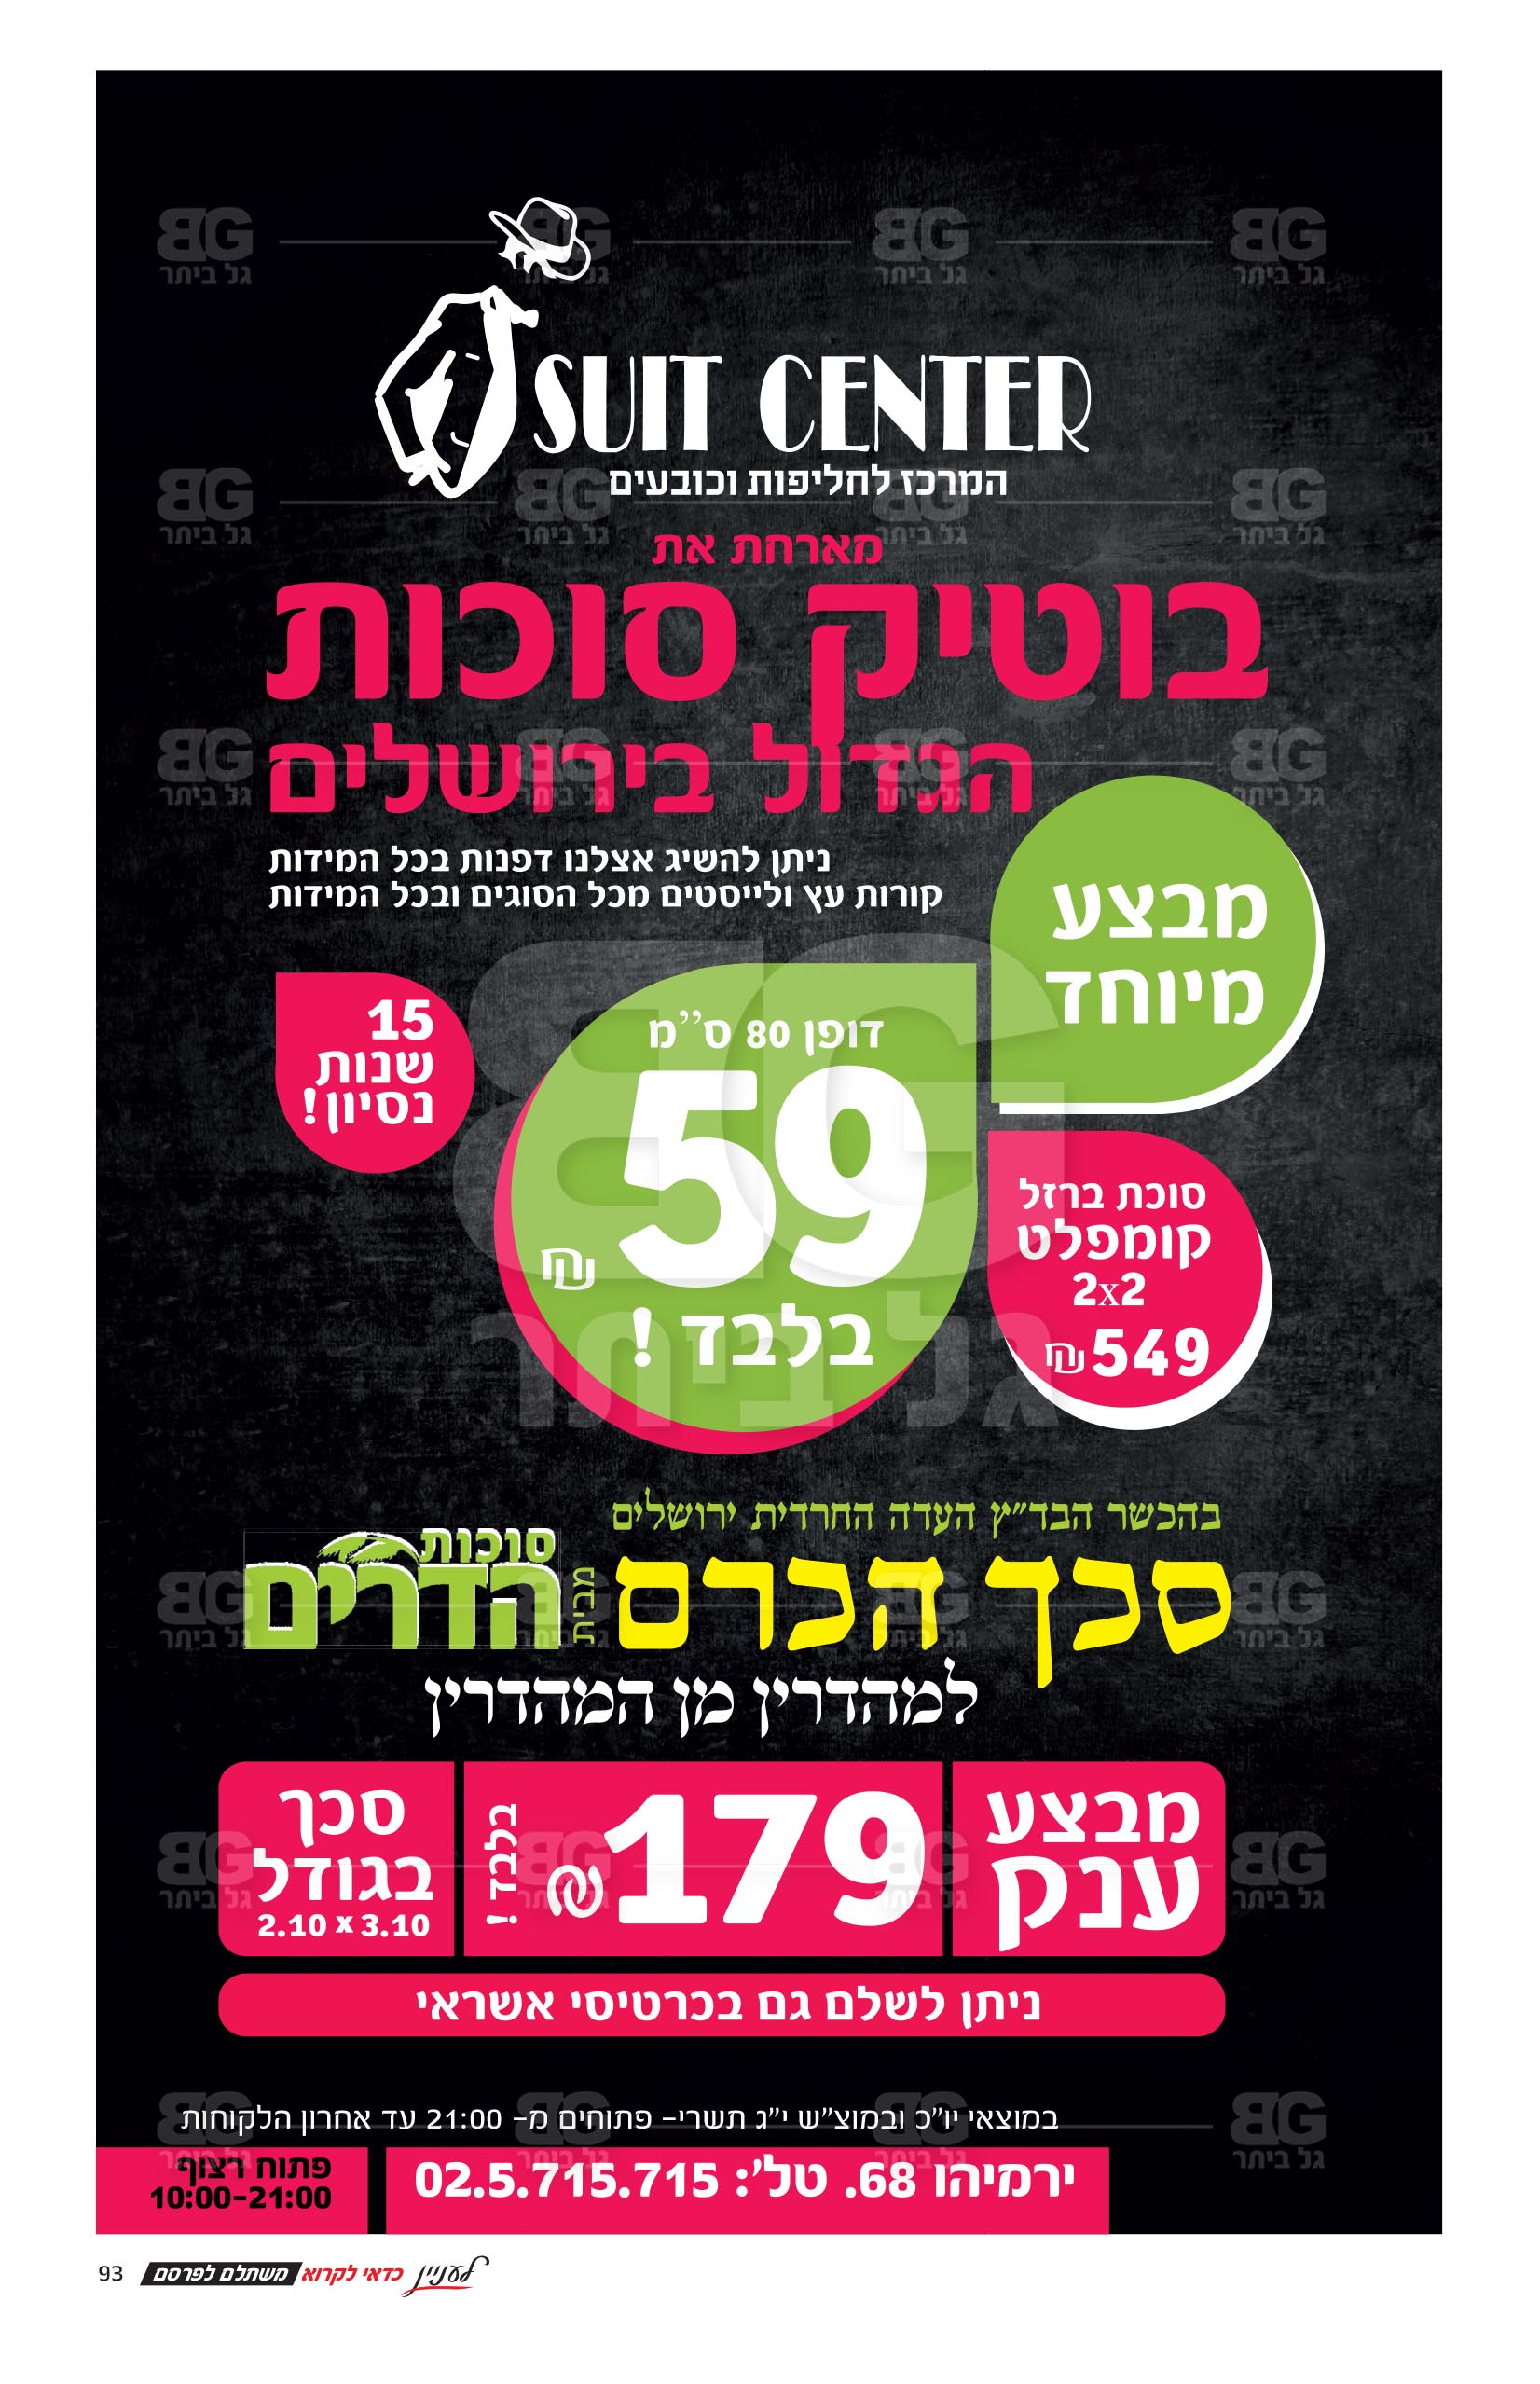 SUIT CENTER
המרכז לחליפות וכובעים
מארחת את
בוטיק סוכות
הגדול בירושלים
ניתן להשיג אצלנו דפנות בכל המידות
קורות עץ ולייסטים מכל הסוגים ובכל המידות
מבצע
מיוחד
15
שנות
נסיון!
דופן 80 ס''מ
59 ₪
בלבד !
סוכת ברזל
קומפלט
2x2
549 ₪
בהכשר הבד"ץ העדה החרדית ירושלים
סכך הכרם
מבית
סוכות
הדרים
למהדרין מן המהדרין
מבצע
ענק
179 ₪
בלבד !
סכך
בגודל
2.10 x 3.10
ניתן לשלם גם בכרטיסי אשראי
במוצאי יו"כ ובמוצ"ש י"ג תשרי- פתוחים מ- 21:00 עד אחרון הלקוחות
ירמיהו 68. טל': 02.5.715.715
פתוח רצוף
10:00-21:00
לעניין כדאי לקרוא משתלם לפרסם 93
BG
גל ביתר